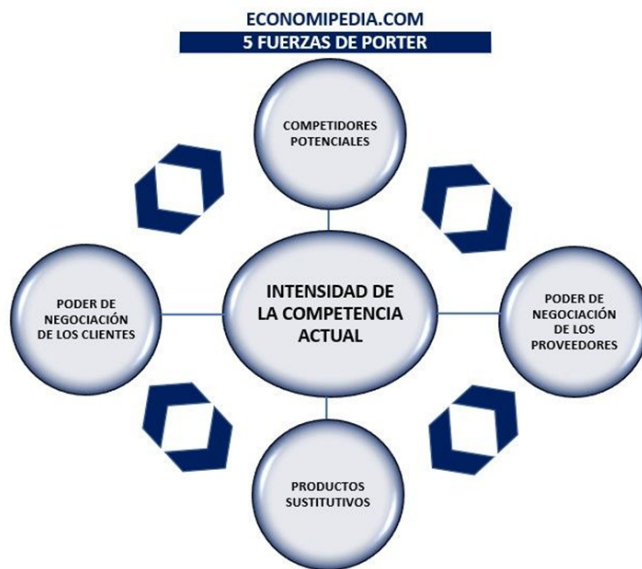 ECONOMIPEDIA.COM
5 FUERZAS DE PORTER
COMPETIDORES
POTENCIALES
PODER DE
NEGOCIACIÓN
DE LOS CLIENTES
INTENSIDAD DE
LA COMPETENCIA
ACTUAL
PODER DE
NEGOCIACIÓN
DE LOS
PROVEEDORES
PRODUCTOS
SUSTITUTIVOS